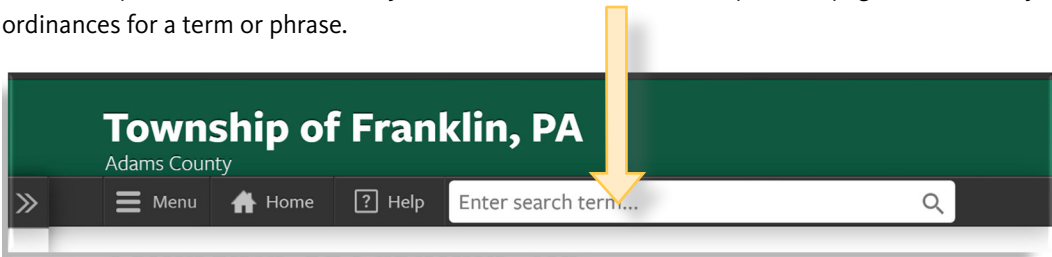 ordinances for a term or phrase.
Township of Franklin, PA
Adams County
Menu Home ? Help Enter search term...